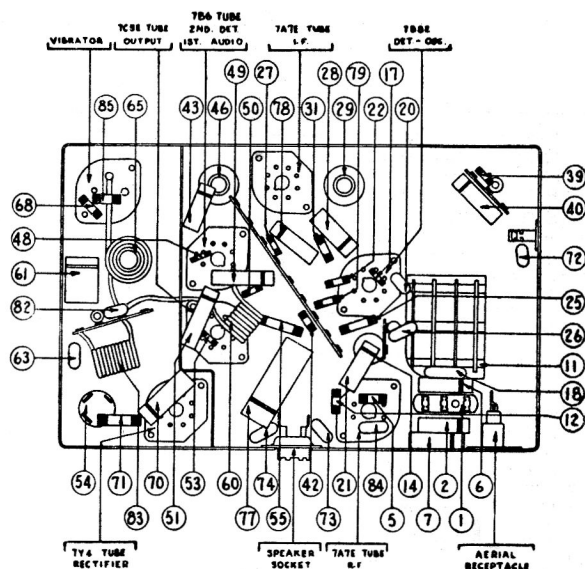 7C5E TUBE
OUTPUT
7B6 TUBE
2ND. DET.
1ST. AUDIO
7A7E TUBE
I.F.
7B8E
DET-OSC.
VIBRATOR
85
65
43
49
46
27
50
78
28
31
79
29
22
17
20
39
40
68
48
61
72
82
25
26
63
11
18
12
54
71
83
70
51
53
60
77
74
55
42
73
21
84
5
14
7
2
1
6
7Y4 TUBE
RECTIFIER
SPEAKER
SOCKET
7A7E TUBE
R.F
AERIAL
RECEPTACLE